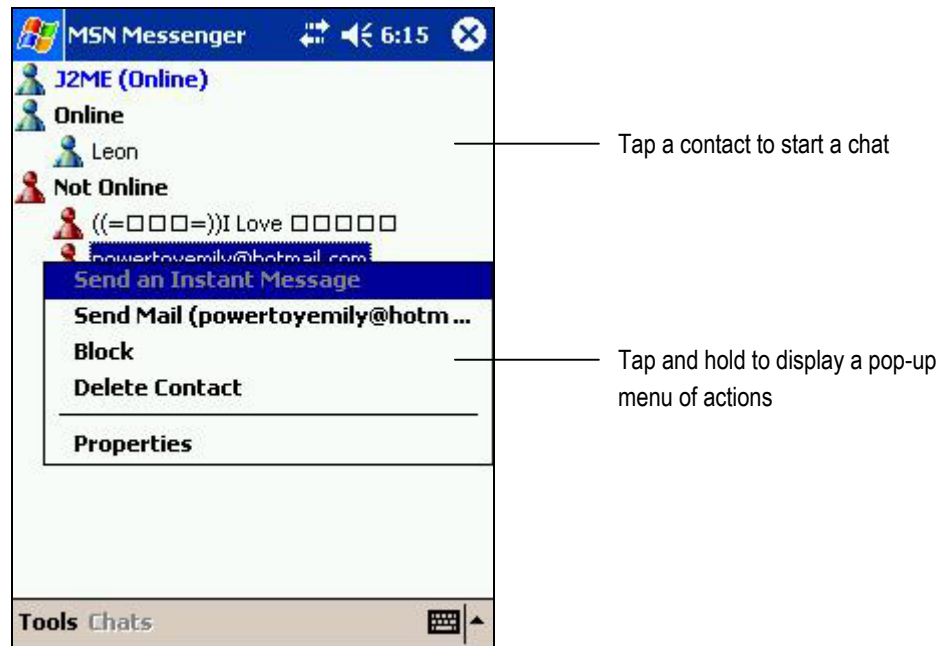 MSN Messenger 6:15
J2ME (Online)
Online
Leon
Tap a contact to start a chat
Not Online
((=□□□=))I Love □□□□□
powertoyemily@hotmail.com
Send an Instant Message
Send Mail (powertoyemily@hotm ...
Block
Tap and hold to display a pop-up
menu of actions
Delete Contact
Properties
Tools Chats